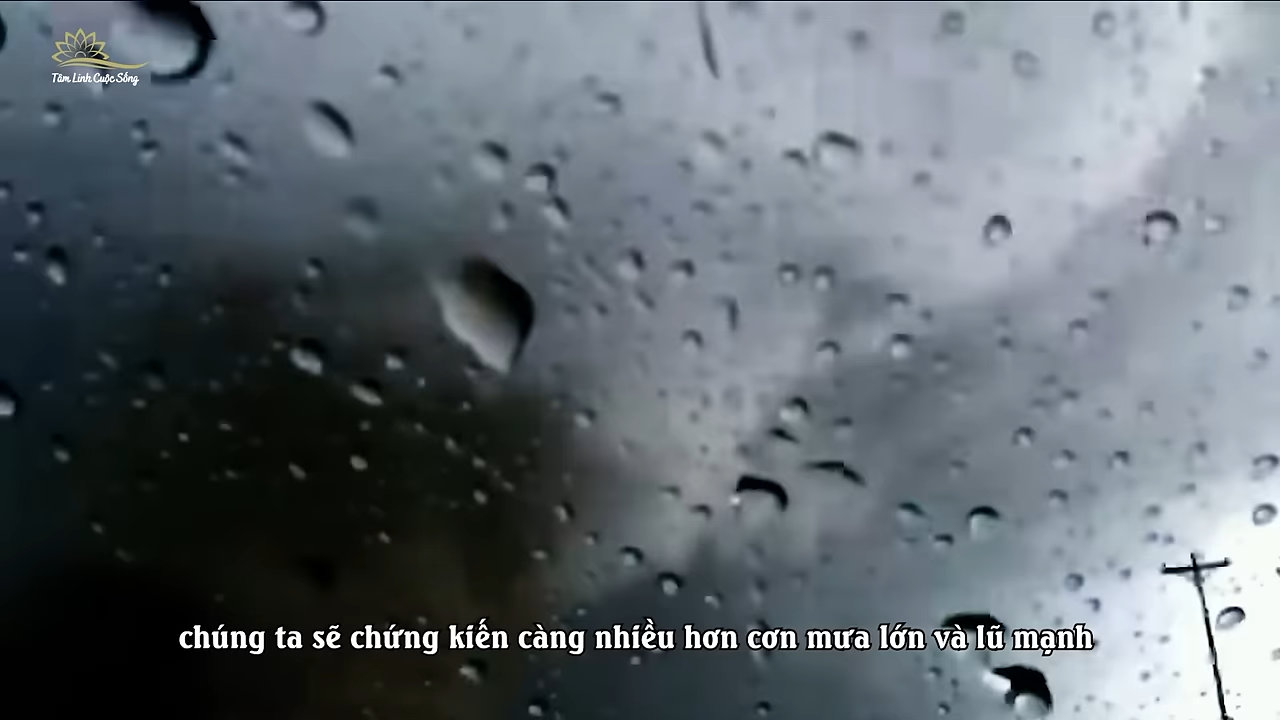 Tâm Linh Cuộc Sống
chúng ta sẽ chứng kiến càng nhiều hơn cơn mưa lớn và lũ mạnh